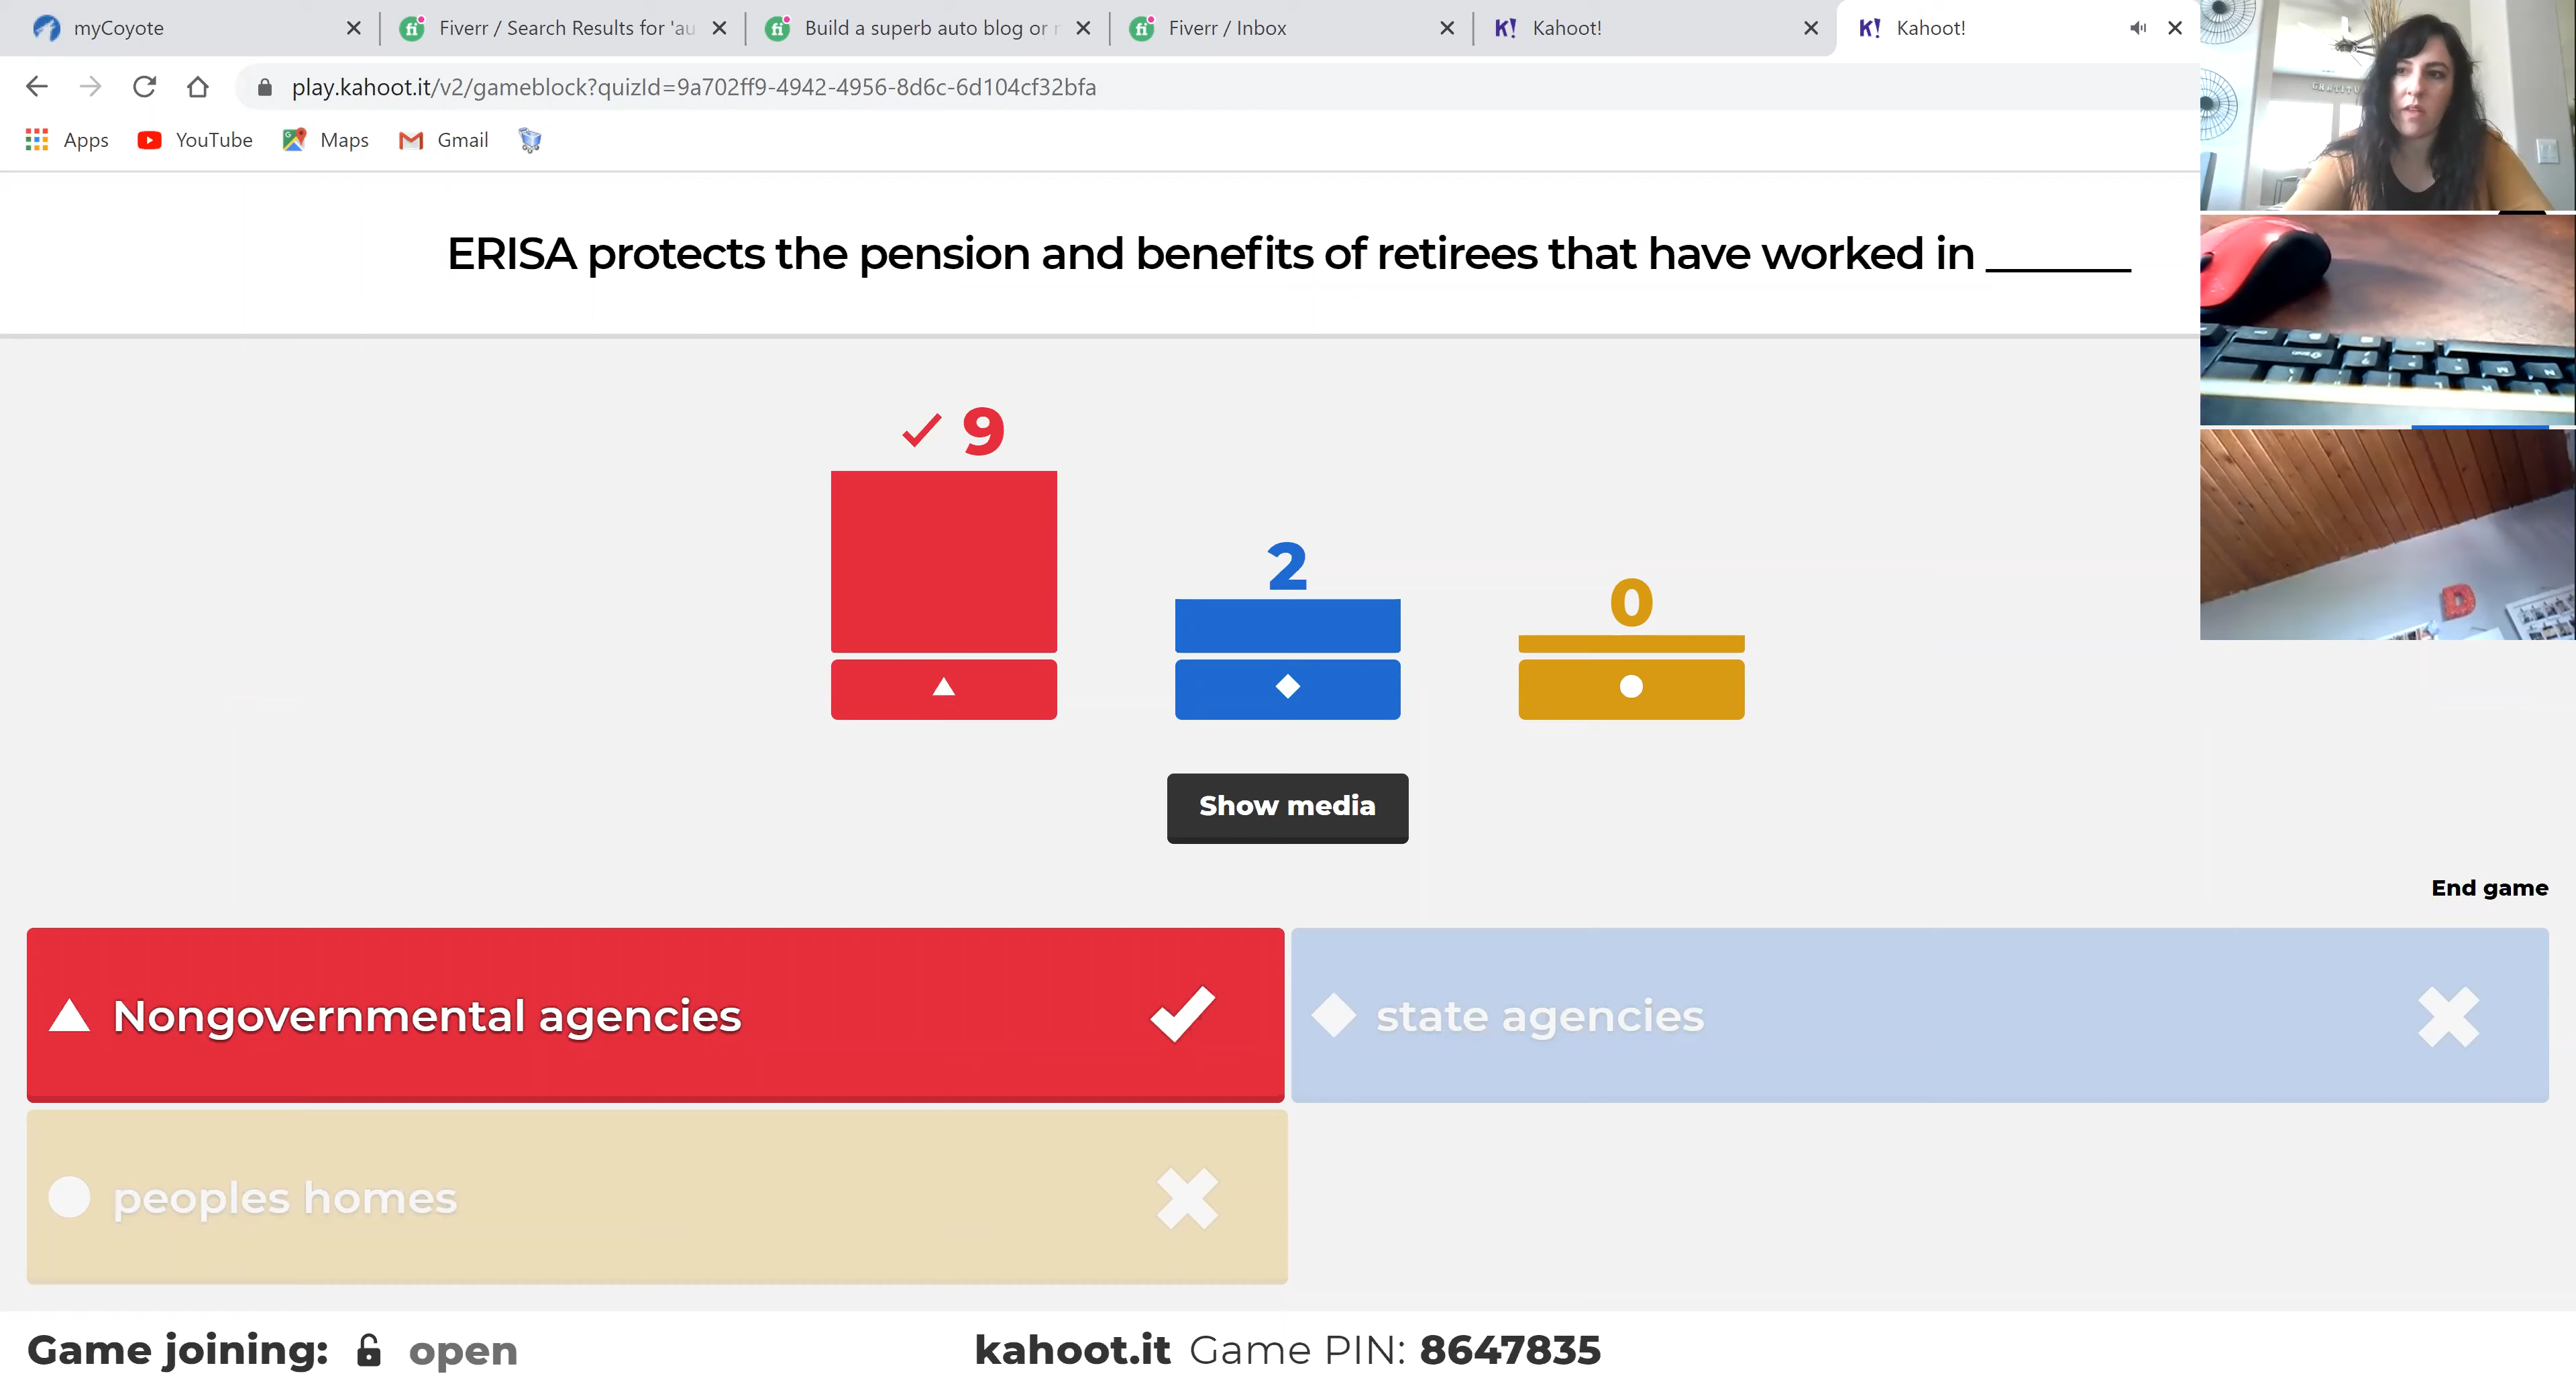 myCoyote
Fiverr / Search Results for 'au
Build a superb auto blog or
Fiverr / Inbox
Kahoot!
Kahoot!
play.kahoot.it/v2/gameblock?quizId=9a702ff9-4942-4956-8d6c-6d104cf32bfa
Apps
YouTube
Maps
Gmail
GRATITU
ERISA protects the pension and benefits of retirees that have worked in ______
9
2
0
D
Show media
End game
Nongovernmental agencies
state agencies
peoples homes
Game joining: open
kahoot.it Game PIN: 8647835